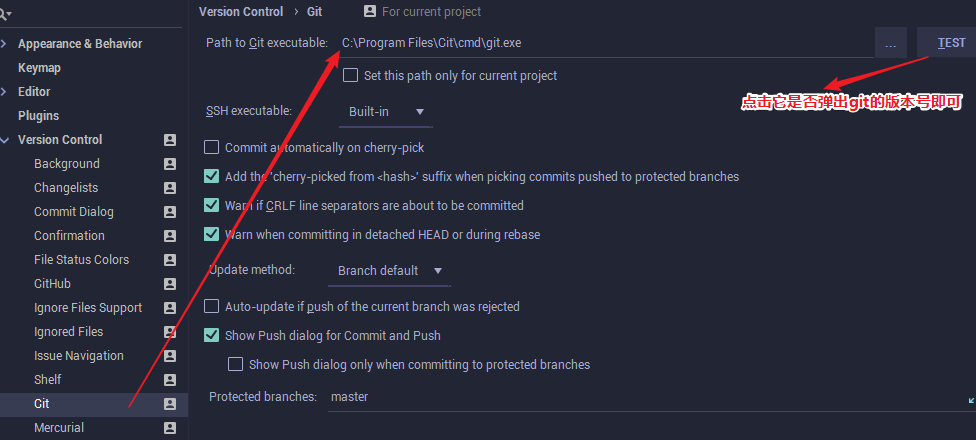 Version Control › Git
For current project
Appearance & Behavior
Keymap
Editor
Plugins
Version Control
Background
Changelists
Commit Dialog
Confirmation
File Status Colors
GitHub
Ignore Files Support
Ignored Files
Issue Navigation
Shelf
Git
Mercurial
Path to Git executable: C:\Program Files\Git\cmd\git.exe ... TEST
点击它是否弹出git的版本号即可
Set this path only for current project
SSH executable: Built-in
Commit automatically on cherry-pick
Add the 'cherry-picked from <hash>' suffix when picking commits pushed to protected branches
Warn if CRLF line separators are about to be committed
Warn when committing in detached HEAD or during rebase
Update method: Branch default
Auto-update if push of the current branch was rejected
Show Push dialog for Commit and Push
Show Push dialog only when committing to protected branches
Protected branches: master